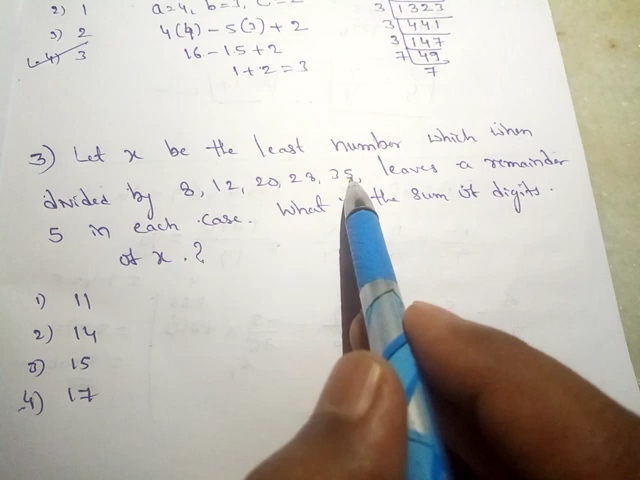 2) 1 a=4, b=3,
3) 2 4(4) - 5(3) + 2
4) 3 16 - 15 + 2
1 + 2 = 3
3 1323
3 441
3 147
7 49
7
3) Let x be the least number which when
divided by 8, 12, 20, 28, 35, leaves a remainder
5 in each case. What the sum of digits.
of x.?
1) 11
2) 14
3) 15
4) 17